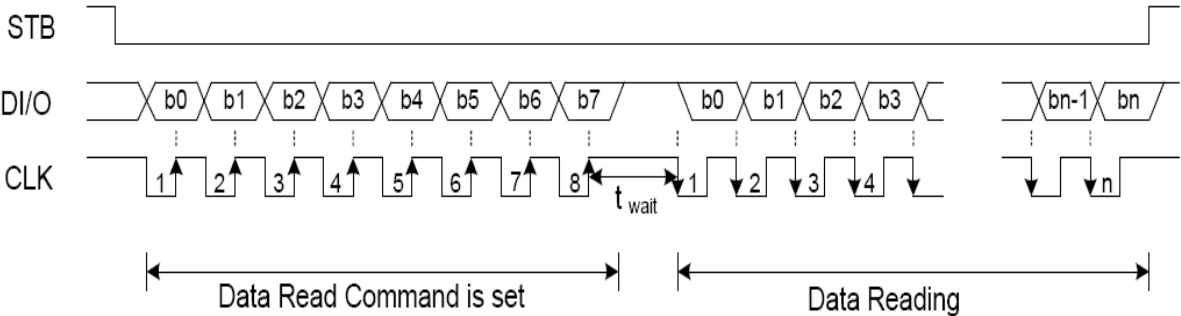 STB
DI/O b0 b1 b2 b3 b4 b5 b6 b7 b0 b1 b2 b3 bn-1 bn
CLK 1 2 3 4 5 6 7 8 1 2 3 4 n
t wait
Data Read Command is set Data Reading